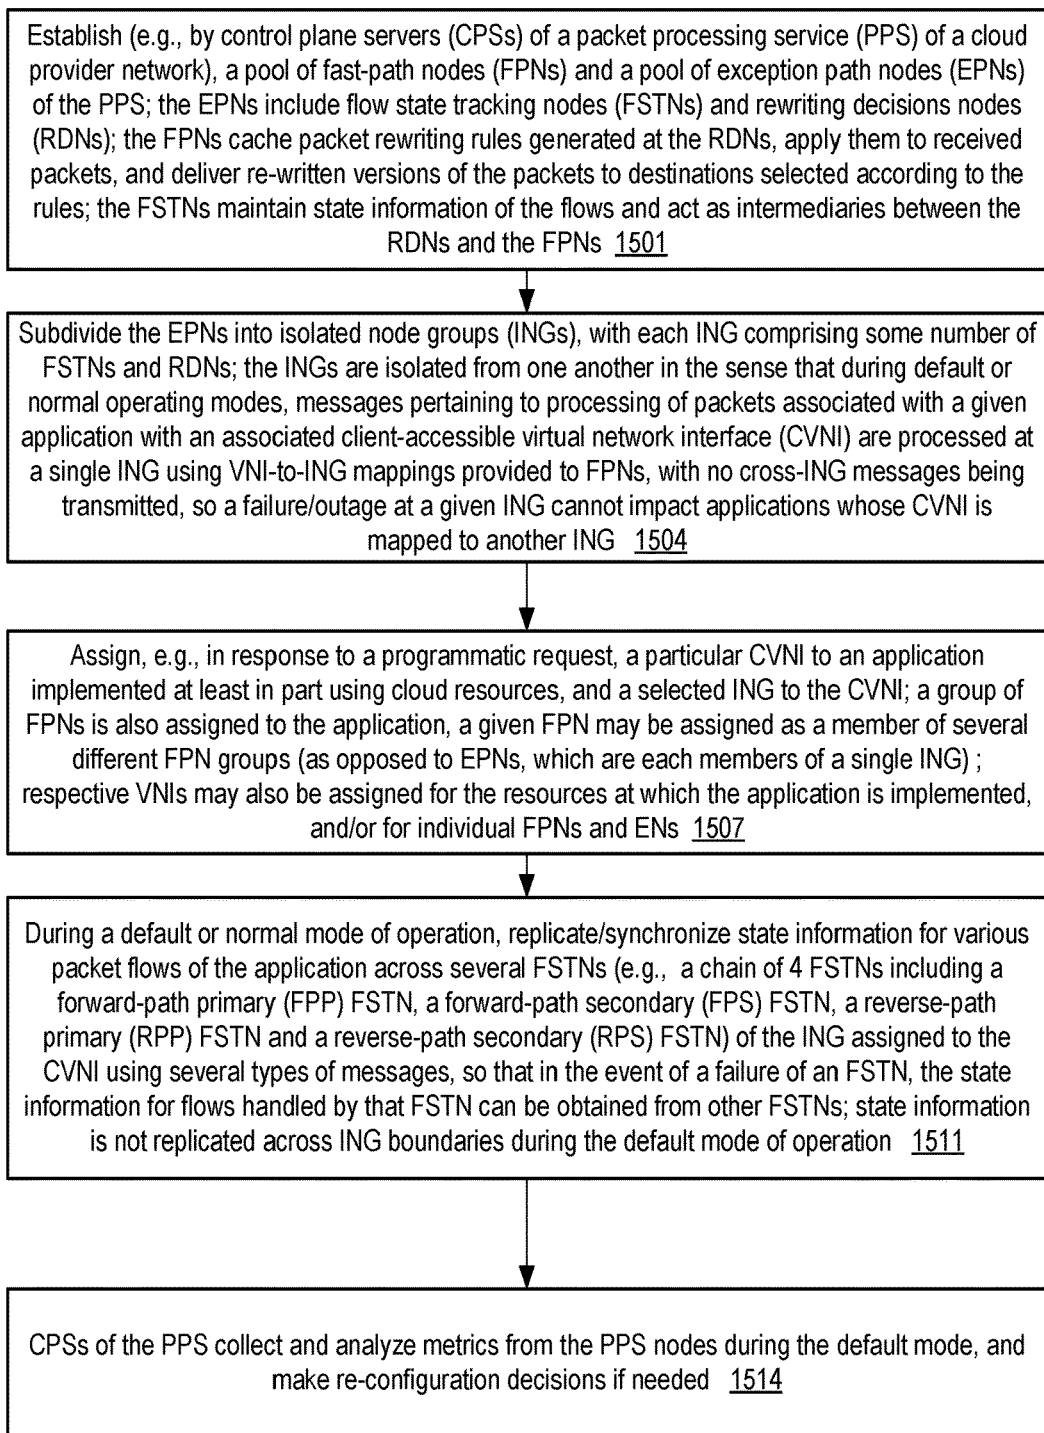 Establish (e.g., by control plane servers (CPSs) of a packet processing service (PPS) of a cloud
provider network), a pool of fast-path nodes (FPNs) and a pool of exception path nodes (EPNs)
of the PPS; the EPNs include flow state tracking nodes (FSTNs) and rewriting decisions nodes
(RDNs); the FPNs cache packet rewriting rules generated at the RDNs, apply them to received
packets, and deliver re-written versions of the packets to destinations selected according to the
rules; the FSTNs maintain state information of the flows and act as intermediaries between the
RDNs and the FPNs 1501
Subdivide the EPNs into isolated node groups (INGs), with each ING comprising some number of
FSTNs and RDNs; the INGs are isolated from one another in the sense that during default or
normal operating modes, messages pertaining to processing of packets associated with a given
application with an associated client-accessible virtual network interface (CVNI) are processed at
a single ING using VNI-to-ING mappings provided to FPNs, with no cross-ING messages being
transmitted, so a failure/outage at a given ING cannot impact applications whose CVNI is
mapped to another ING 1504
Assign, e.g., in response to a programmatic request, a particular CVNI to an application
implemented at least in part using cloud resources, and a selected ING to the CVNI; a group of
FPNs is also assigned to the application, a given FPN may be assigned as a member of several
different FPN groups (as opposed to EPNs, which are each members of a single ING) ;
respective VNIs may also be assigned for the resources at which the application is implemented,
and/or for individual FPNs and ENs 1507
During a default or normal mode of operation, replicate/synchronize state information for various
packet flows of the application across several FSTNs (e.g., a chain of 4 FSTNs including a
forward-path primary (FPP) FSTN, a forward-path secondary (FPS) FSTN, a reverse-path
primary (RPP) FSTN and a reverse-path secondary (RPS) FSTN) of the ING assigned to the
CVNI using several types of messages, so that in the event of a failure of an FSTN, the state
information for flows handled by that FSTN can be obtained from other FSTNs; state information
is not replicated across ING boundaries during the default mode of operation 1511
CPSs of the PPS collect and analyze metrics from the PPS nodes during the default mode, and
make re-configuration decisions if needed 1514